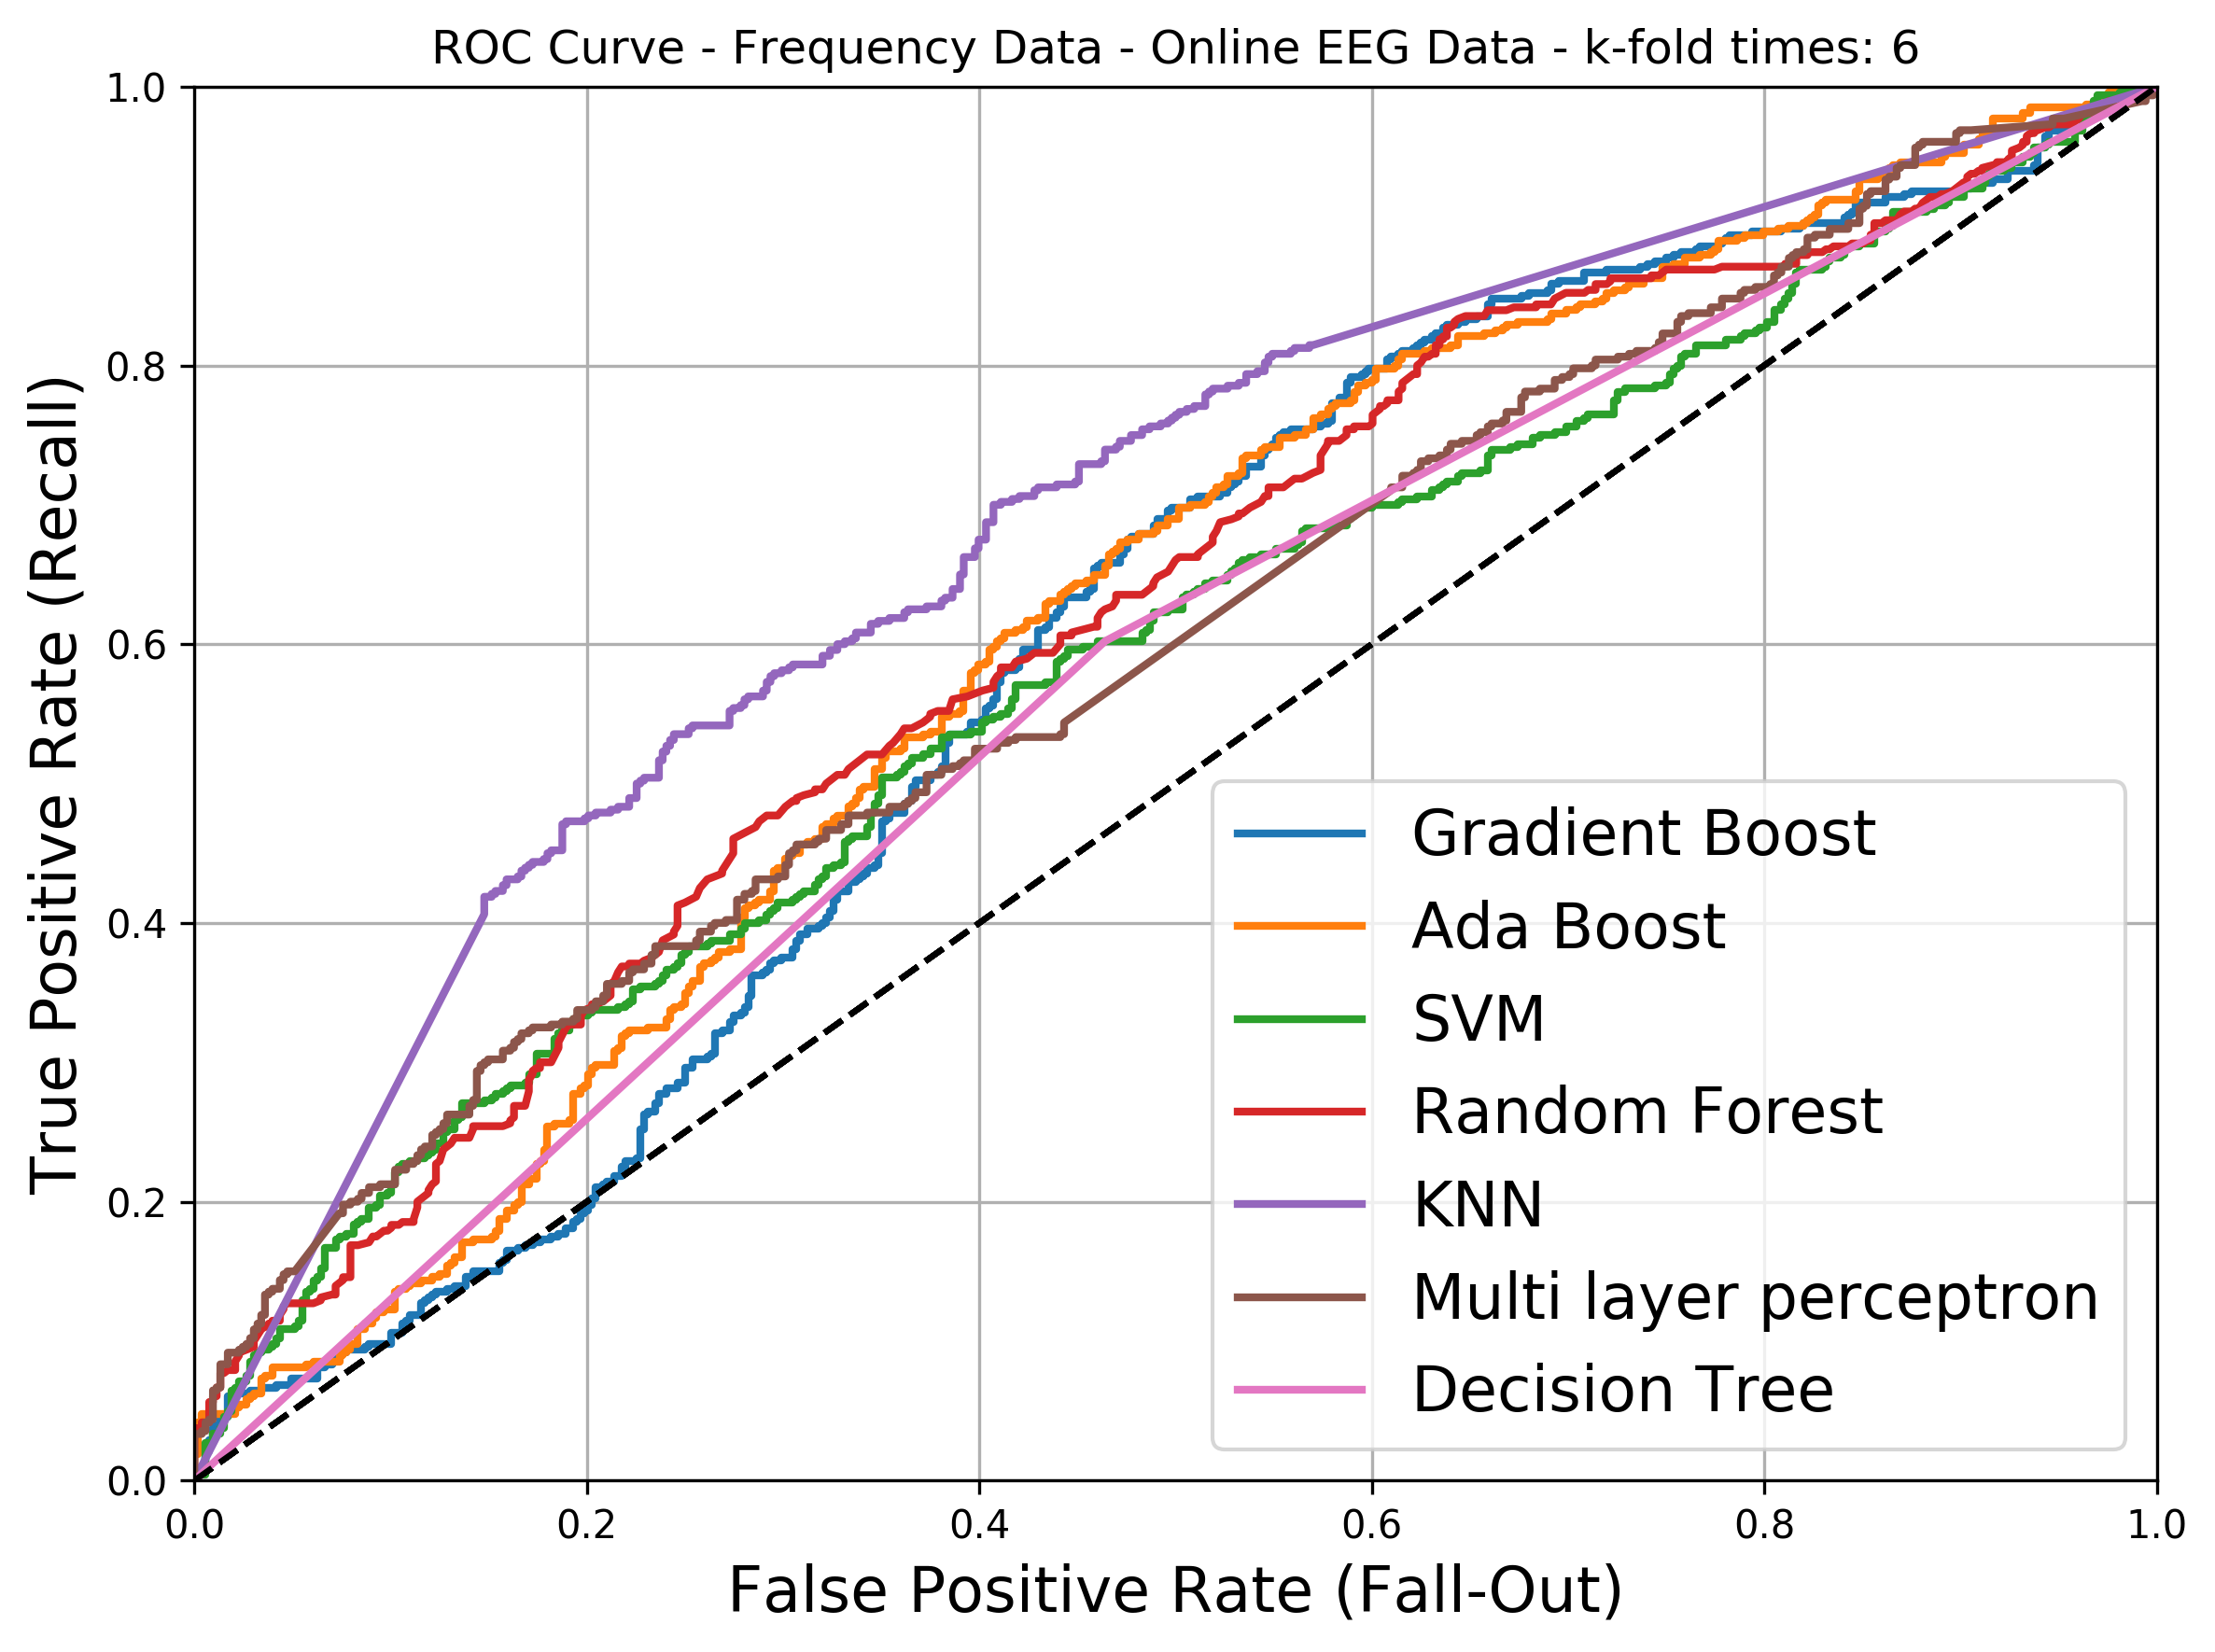 ROC Curve - Frequency Data - Online EEG Data - k-fold times: 6
True Positive Rate (Recall)
1.0
0.8
0.6
0.4
0.2
0.0
Gradient Boost
Ada Boost
SVM
Random Forest
KNN
Multi layer perceptron
Decision Tree
0.0 0.2 0.4 0.6 0.8 1.0
False Positive Rate (Fall-Out)